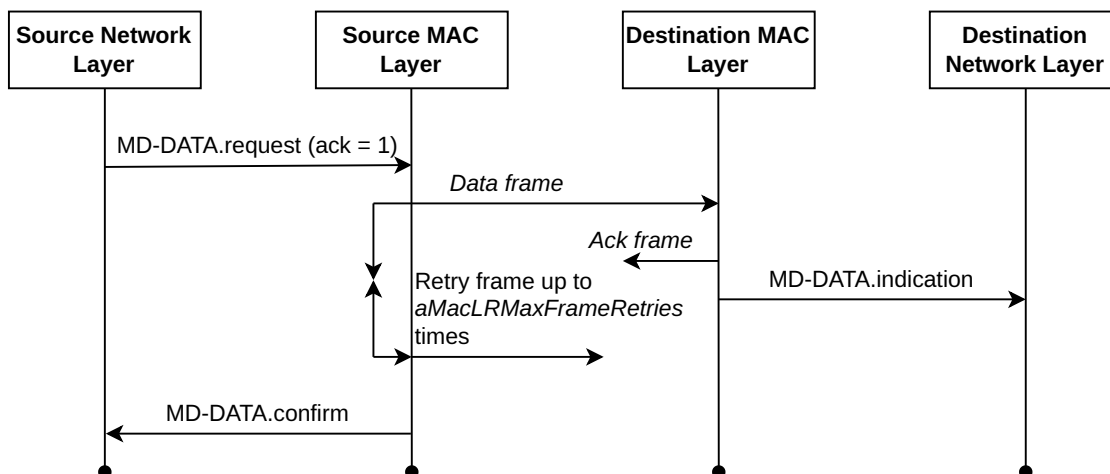 Source Network
Layer
Source MAC
Layer
Destination MAC
Layer
Destination
Network Layer
MD-DATA.request (ack = 1)
Data frame
Ack frame
MD-DATA.indication
Retry frame up to
aMacLRMaxFrameRetries
times
MD-DATA.confirm